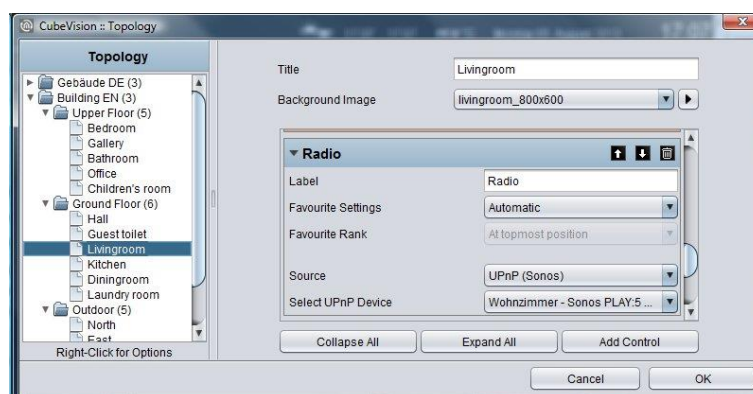 CubeVision :: Topology
Topology
Gebäude DE (3)
Building EN (3)
Upper Floor (5)
Bedroom
Gallery
Bathroom
Office
Children's room
Ground Floor (6)
Hall
Guest toilet
Livingroom
Kitchen
Diningroom
Laundry room
Outdoor (5)
North
East
Right-Click for Options
Title Livingroom
Background Image livingroom_800x600
Radio
Label Radio
Favourite Settings Automatic
Favourite Rank At topmost position
Source UPnP (Sonos)
Select UPnP Device Wohnzimmer - Sonos PLAY:5 ...
Collapse All Expand All Add Control
Cancel OK